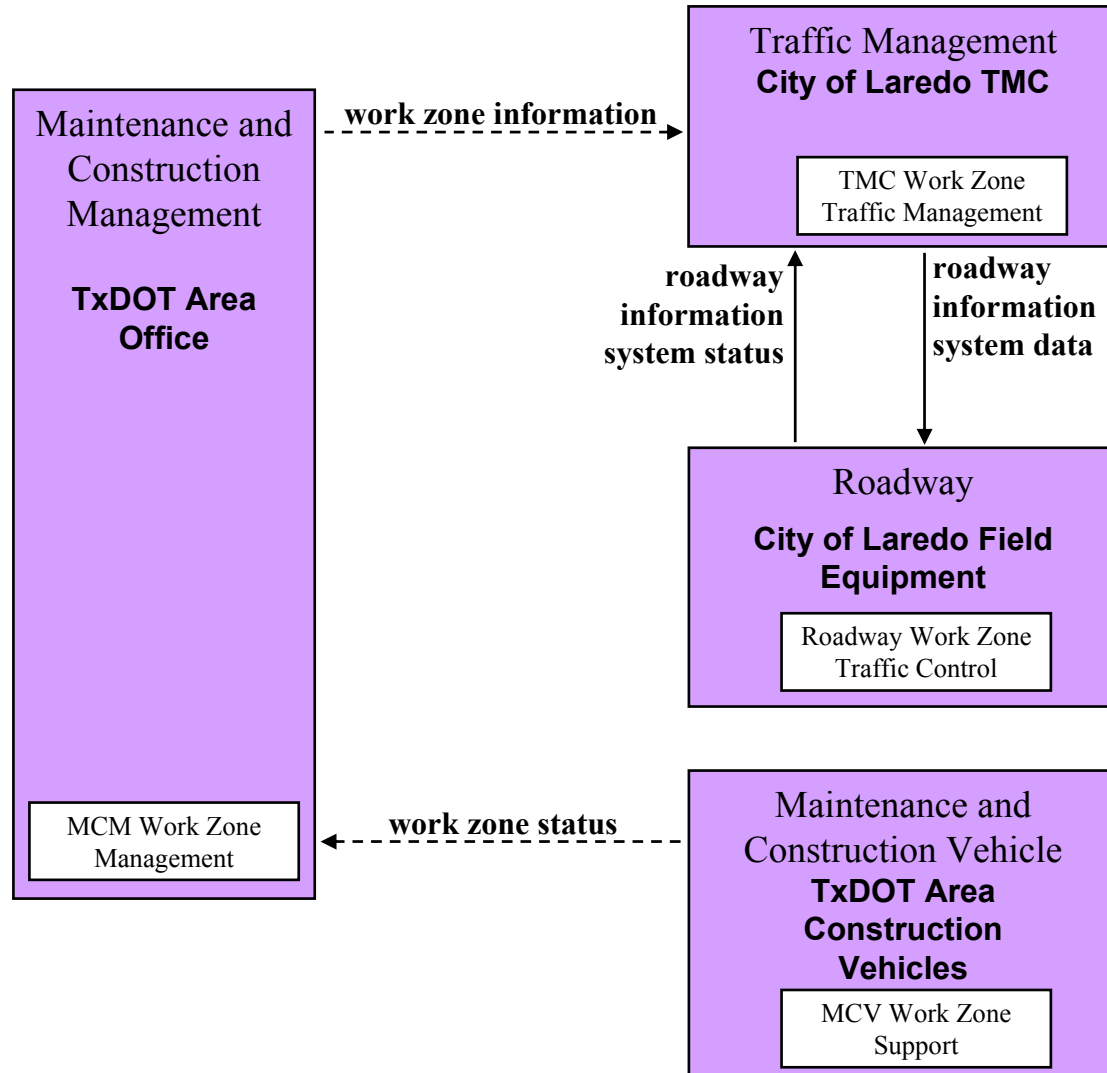 Maintenance and
Construction
Management
TxDOT Area
Office
MCM Work Zone
Management
work zone information
Traffic Management
City of Laredo TMC
TMC Work Zone
Traffic Management
roadway
information
system status
roadway
information
system data
Roadway
City of Laredo Field
Equipment
Roadway Work Zone
Traffic Control
work zone status
Maintenance and
Construction Vehicle
TxDOT Area
Construction
Vehicles
MCV Work Zone
Support